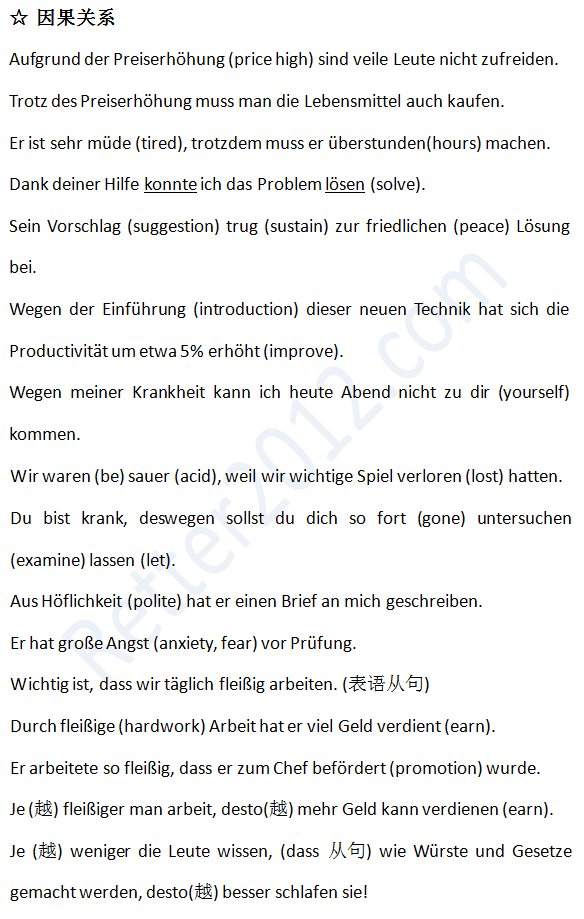 ☆ 因果关系
Aufgrund der Preiserhöhung (price high) sind veile Leute nicht zufreiden.
Trotz des Preiserhöhung muss man die Lebensmittel auch kaufen.
Er ist sehr müde (tired), trotzdem muss er überstunden(hours) machen.
Dank deiner Hilfe konnte ich das Problem lösen (solve).
Sein Vorschlag (suggestion) trug (sustain) zur friedlichen (peace) Lösung
bei.
Wegen der Einführung (introduction) dieser neuen Technik hat sich die
Productivität um etwa 5% erhöht (improve).
Wegen meiner Krankheit kann ich heute Abend nicht zu dir (yourself)
kommen.
Wir waren (be) sauer (acid), weil wir wichtige Spiel verloren (lost) hatten.
Du bist krank, deswegen sollst du dich so fort (gone) untersuchen
(examine) lassen (let).
Aus Höflichkeit (polite) hat er einen Brief an mich geschreiben.
Er hat große Angst (anxiety, fear) vor Prüfung.
Wichtig ist, dass wir täglich fleißig arbeiten. (表语从句)
Durch fleißige (hardwork) Arbeit hat er viel Geld verdient (earn).
Er arbeitete so fleißig, dass er zum Chef befördert (promotion) wurde.
Je (越) fleißiger man arbeit, desto(越) mehr Geld kann verdienen (earn).
Je (越) weniger die Leute wissen, (dass 从句) wie Würste und Gesetze
gemacht werden, desto(越) besser schlafen sie!
Retter2012.com